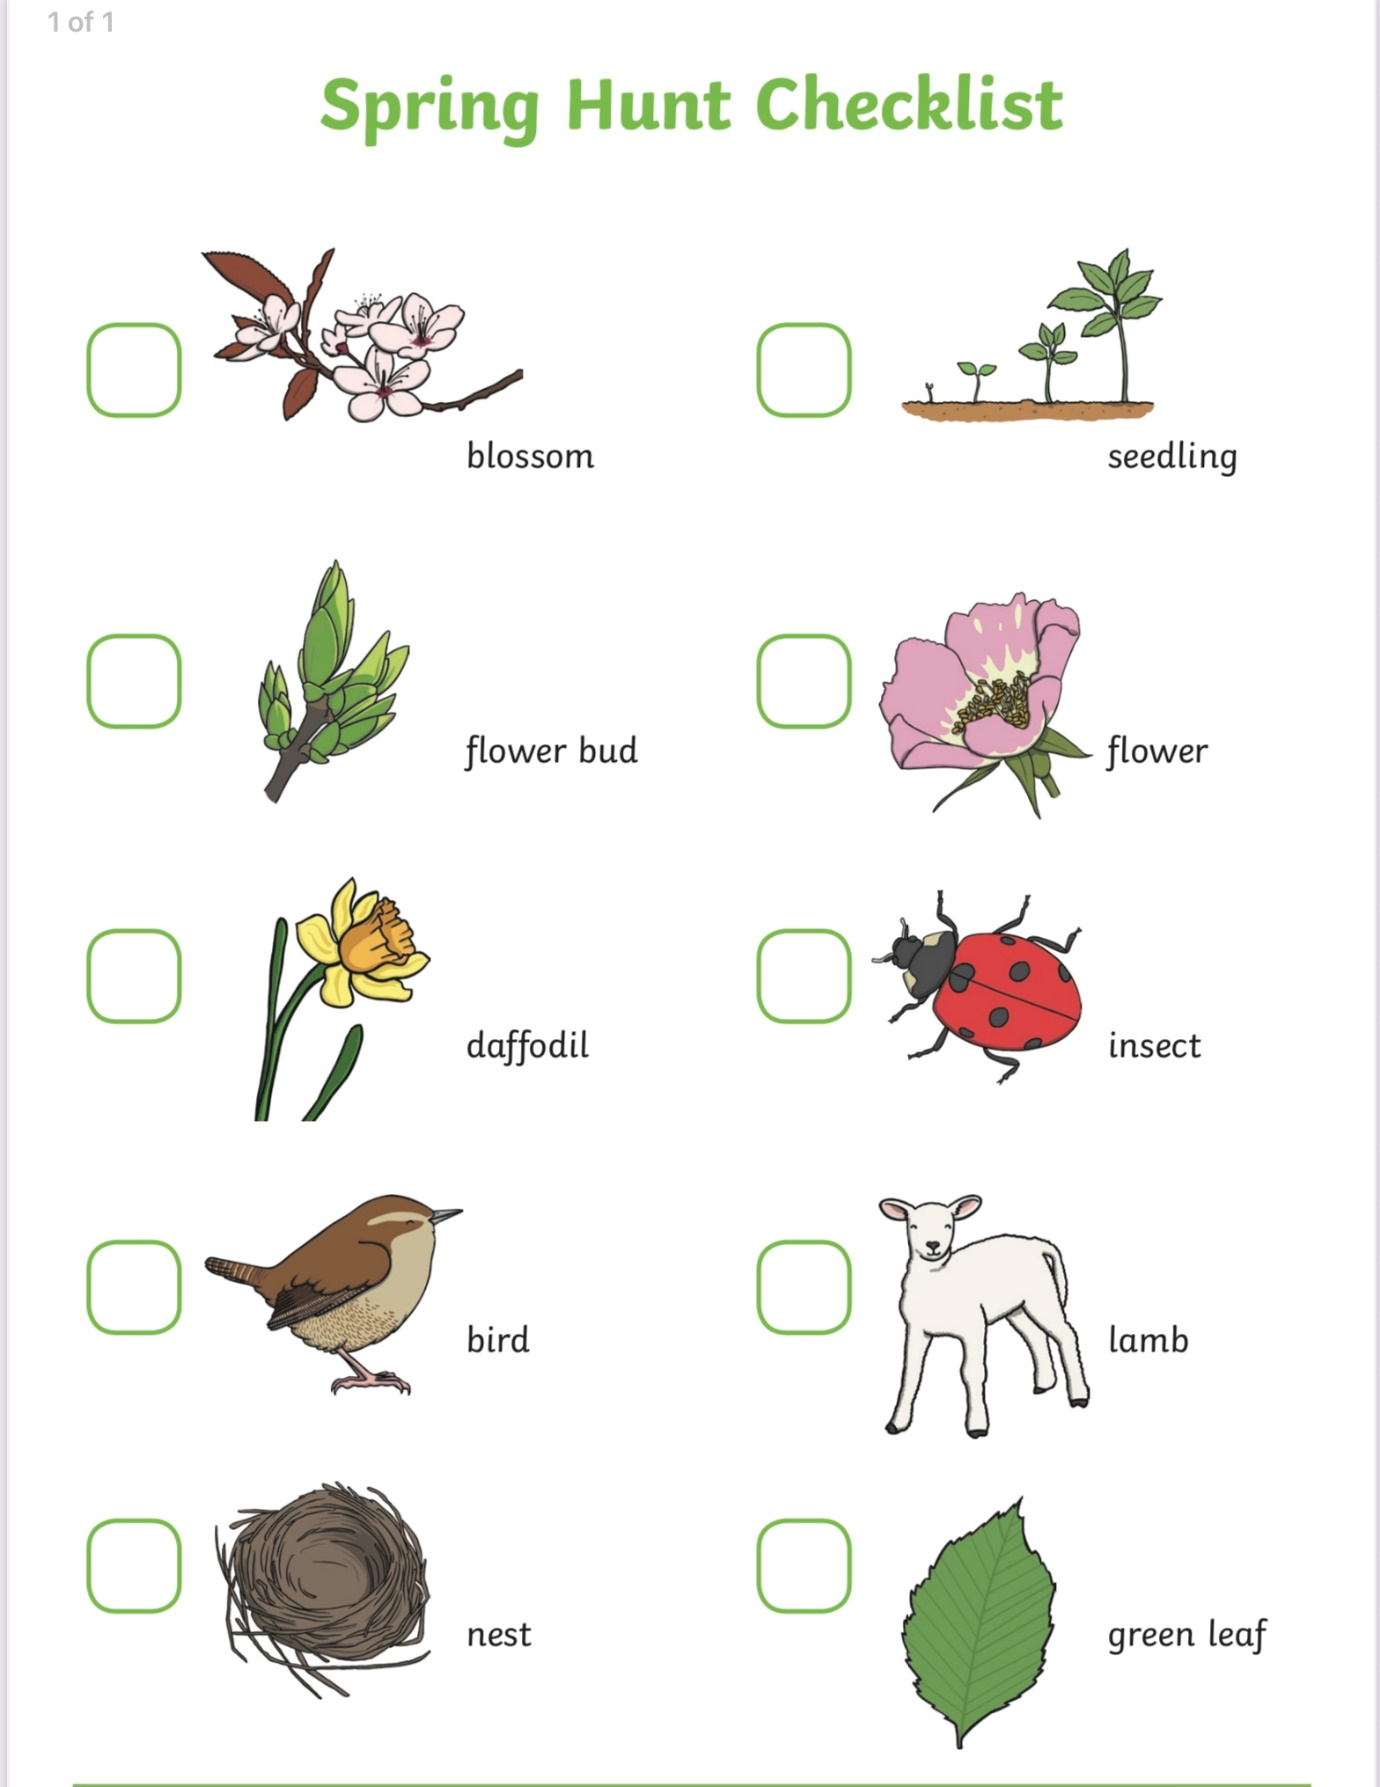 1 of 1
Spring Hunt Checklist
blossom
seedling
flower bud
flower
daffodil
insect
bird
lamb
nest
green leaf